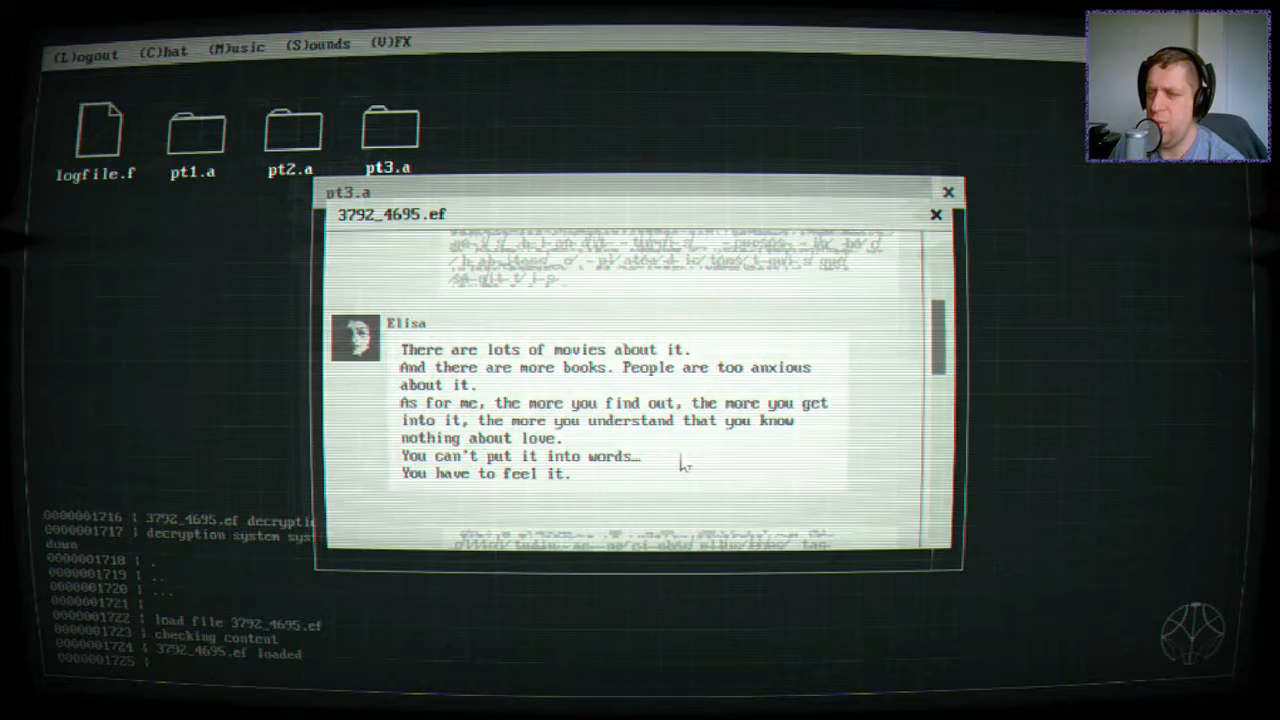 (L)ogout (C)hat (M)usic (S)ounds (V)FX
logfile.f pt1.a pt2.a pt3.a
pt3.a
3792_4695.ef
Elisa
There are lots of movies about it.
And there are more books. People are too anxious
about it.
As for me, the more you find out, the more you get
into it, the more you understand that you know
nothing about love.
You can't put it into words…
You have to feel it.
0000001716 | 3792_4695.ef decryptio
0000001717 | decryption system sys
down
0000001718 | .
0000001719 | ..
0000001720 | ...
0000001721 |
0000001722 | load file 3792_4695.ef
0000001723 | checking content
0000001724 | 3792_4695.ef loaded
0000001725 |